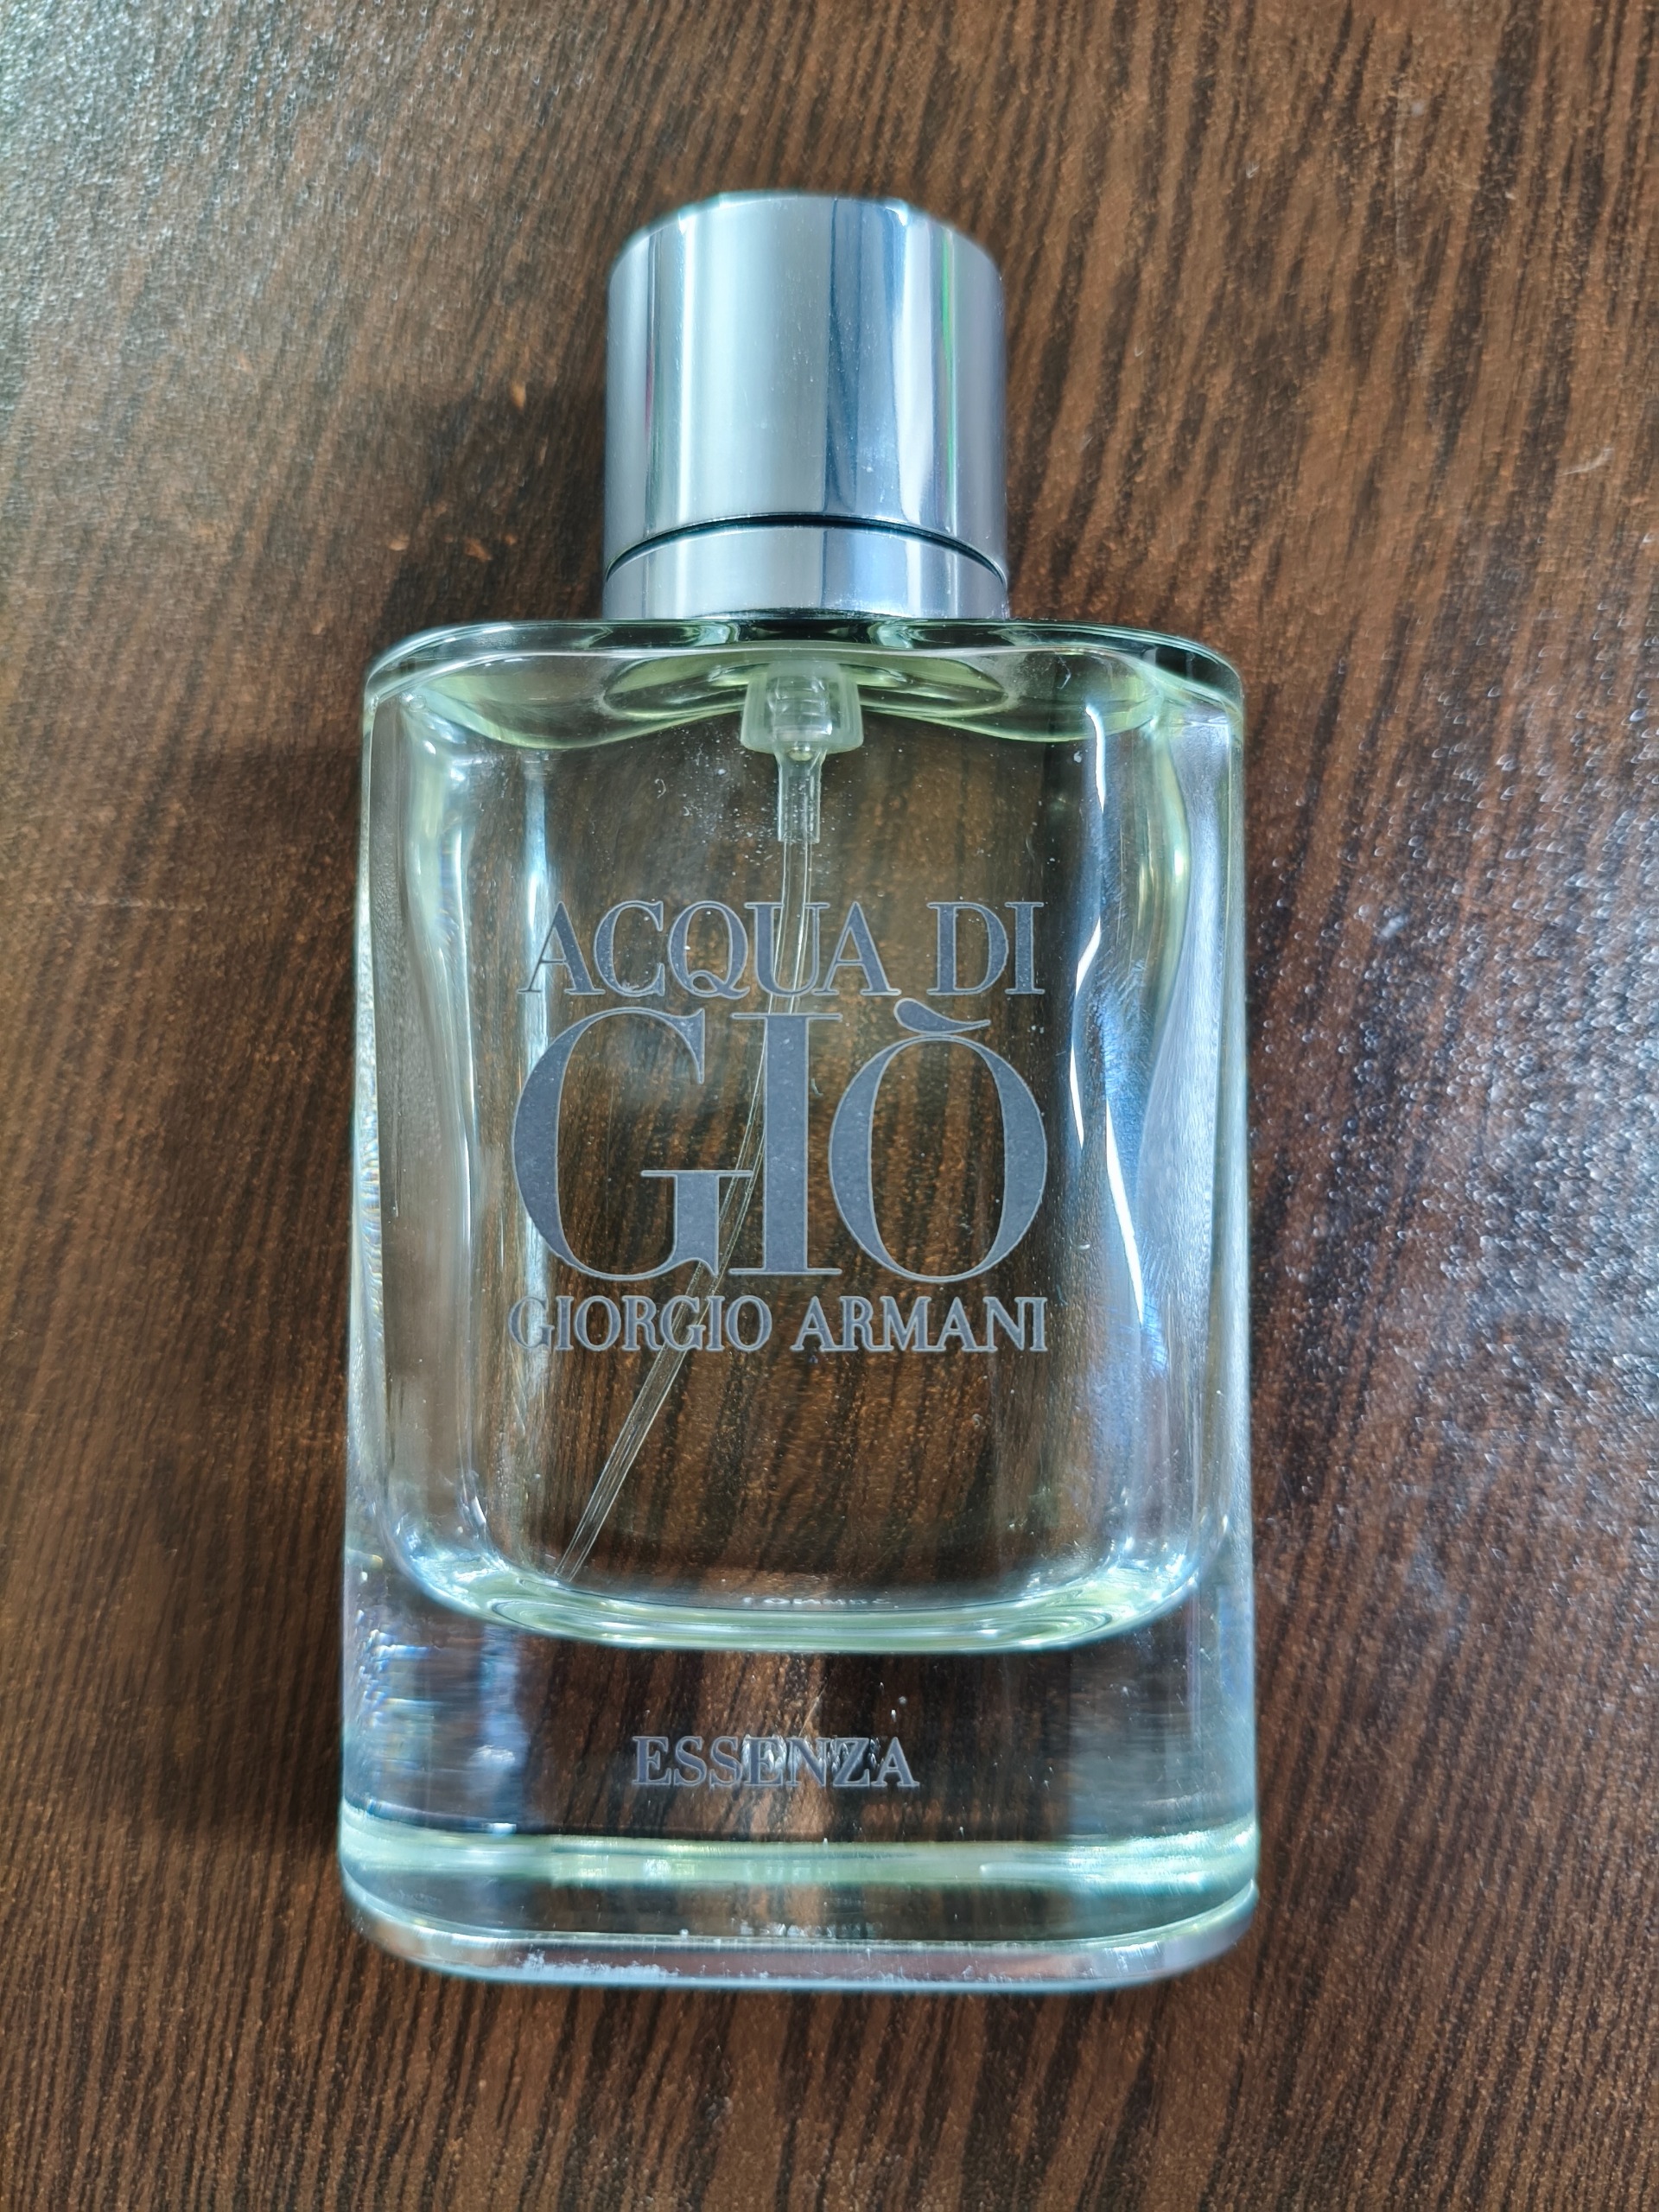 ACQUA DI
GIÒ
GIORGIO ARMANI
ESSENZA